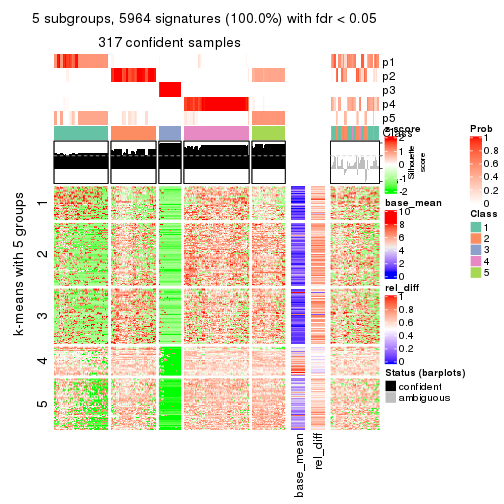 5 subgroups, 5964 signatures (100.0%) with fdr < 0.05
317 confident samples
p1
p2
p3
p4
p5
Class
Silhouette
score
k-means with 5 groups
1
2
3
4
5
base_mean
rel_diff
z-score
2
1
0
-1
-2
base_mean
10
8
6
4
2
0
rel_diff
1
0.8
0.6
0.4
0.2
0
Status (barplots)
confident
ambiguous
Prob
1
0.8
0.6
0.4
0.2
0
Class
1
2
3
4
5